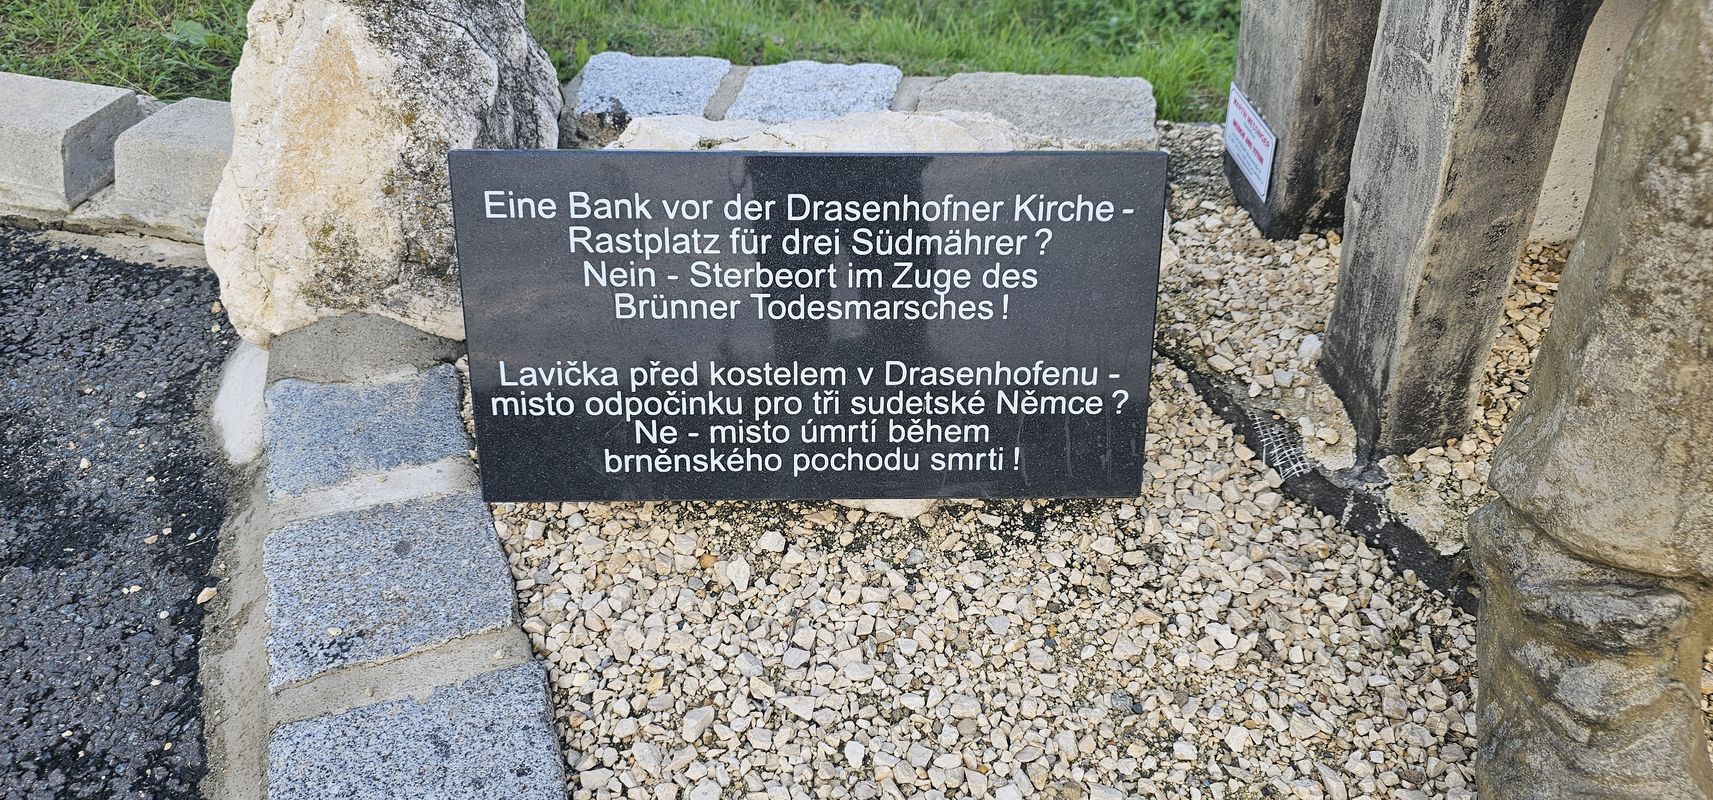 Eine Bank vor der Drasenhofner Kirche -
Rastplatz für drei Südmährer ?
Nein - Sterbeort im Zuge des
Brünner Todesmarsches !
Lavička před kostelem v Drasenhofenu -
misto odpočinku pro tři sudetské Němce ?
Ne - misto úmrtí během
brněnského pochodu smrti !